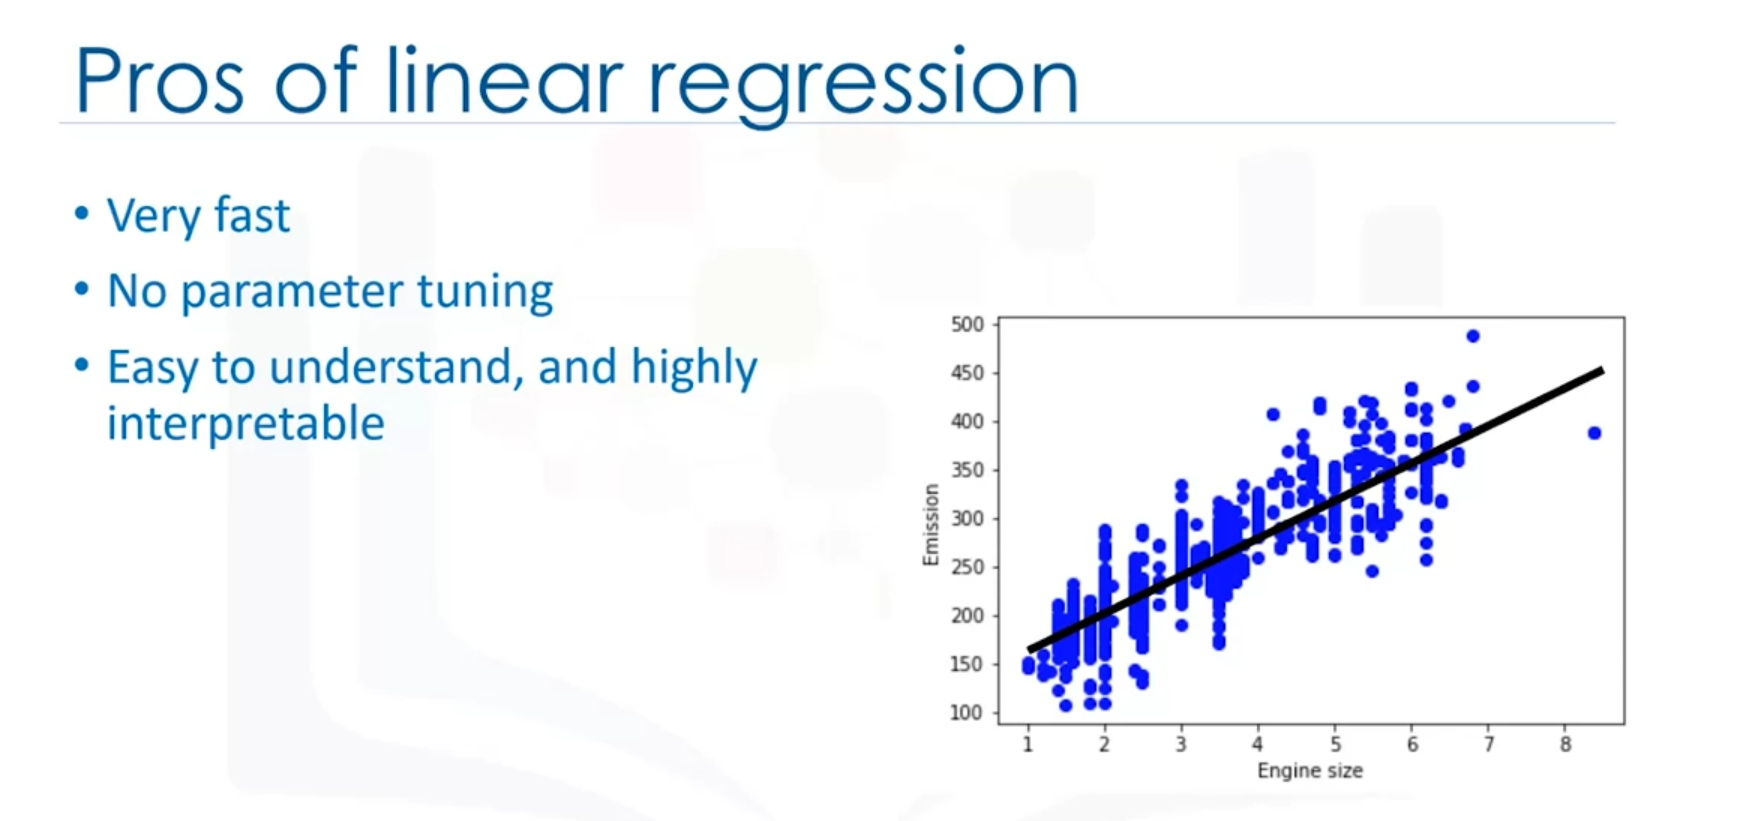 Pros of linear regression
• Very fast
• No parameter tuning
• Easy to understand, and highly
interpretable
500
450
400
350
300
250
200
150
100
Emission
1 2 3 4 5 6 7 8
Engine size